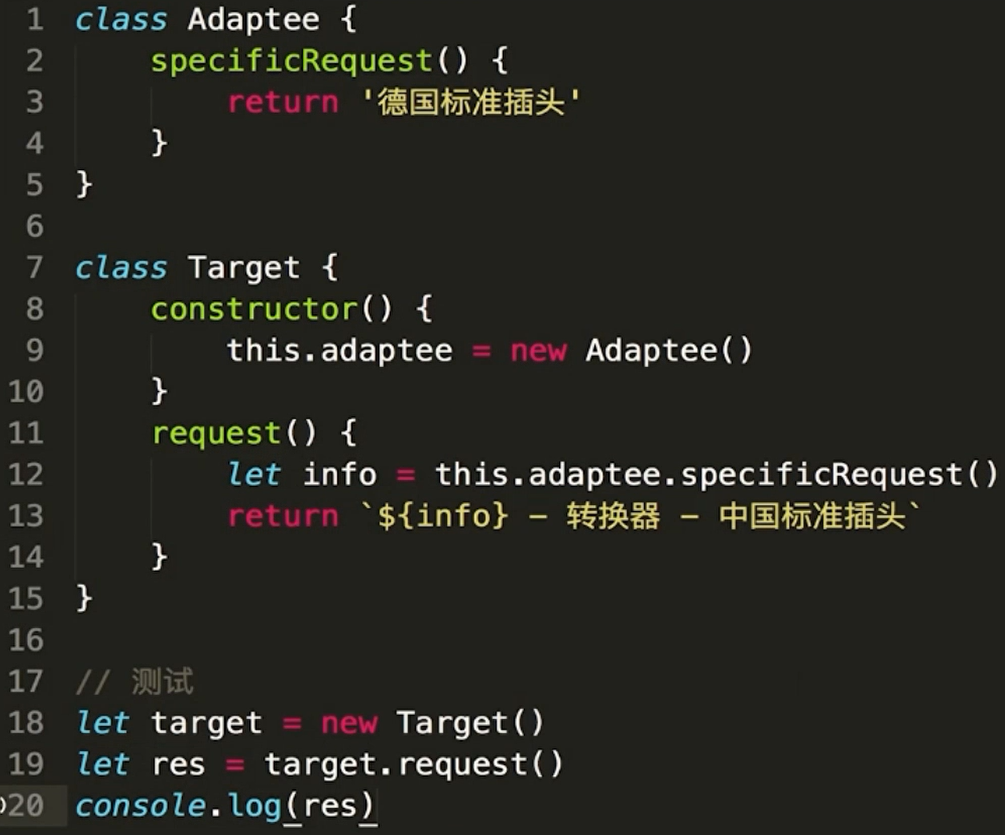 1 class Adaptee {
2     specificRequest() {
3         return '德国标准插头'
4     }
5 }
6
7 class Target {
8     constructor() {
9         this.adaptee = new Adaptee()
10     }
11     request() {
12         let info = this.adaptee.specificRequest()
13         return `${info} - 转换器 - 中国标准插头`
14     }
15 }
16
17 // 测试
18 let target = new Target()
19 let res = target.request()
20 console.log(res)